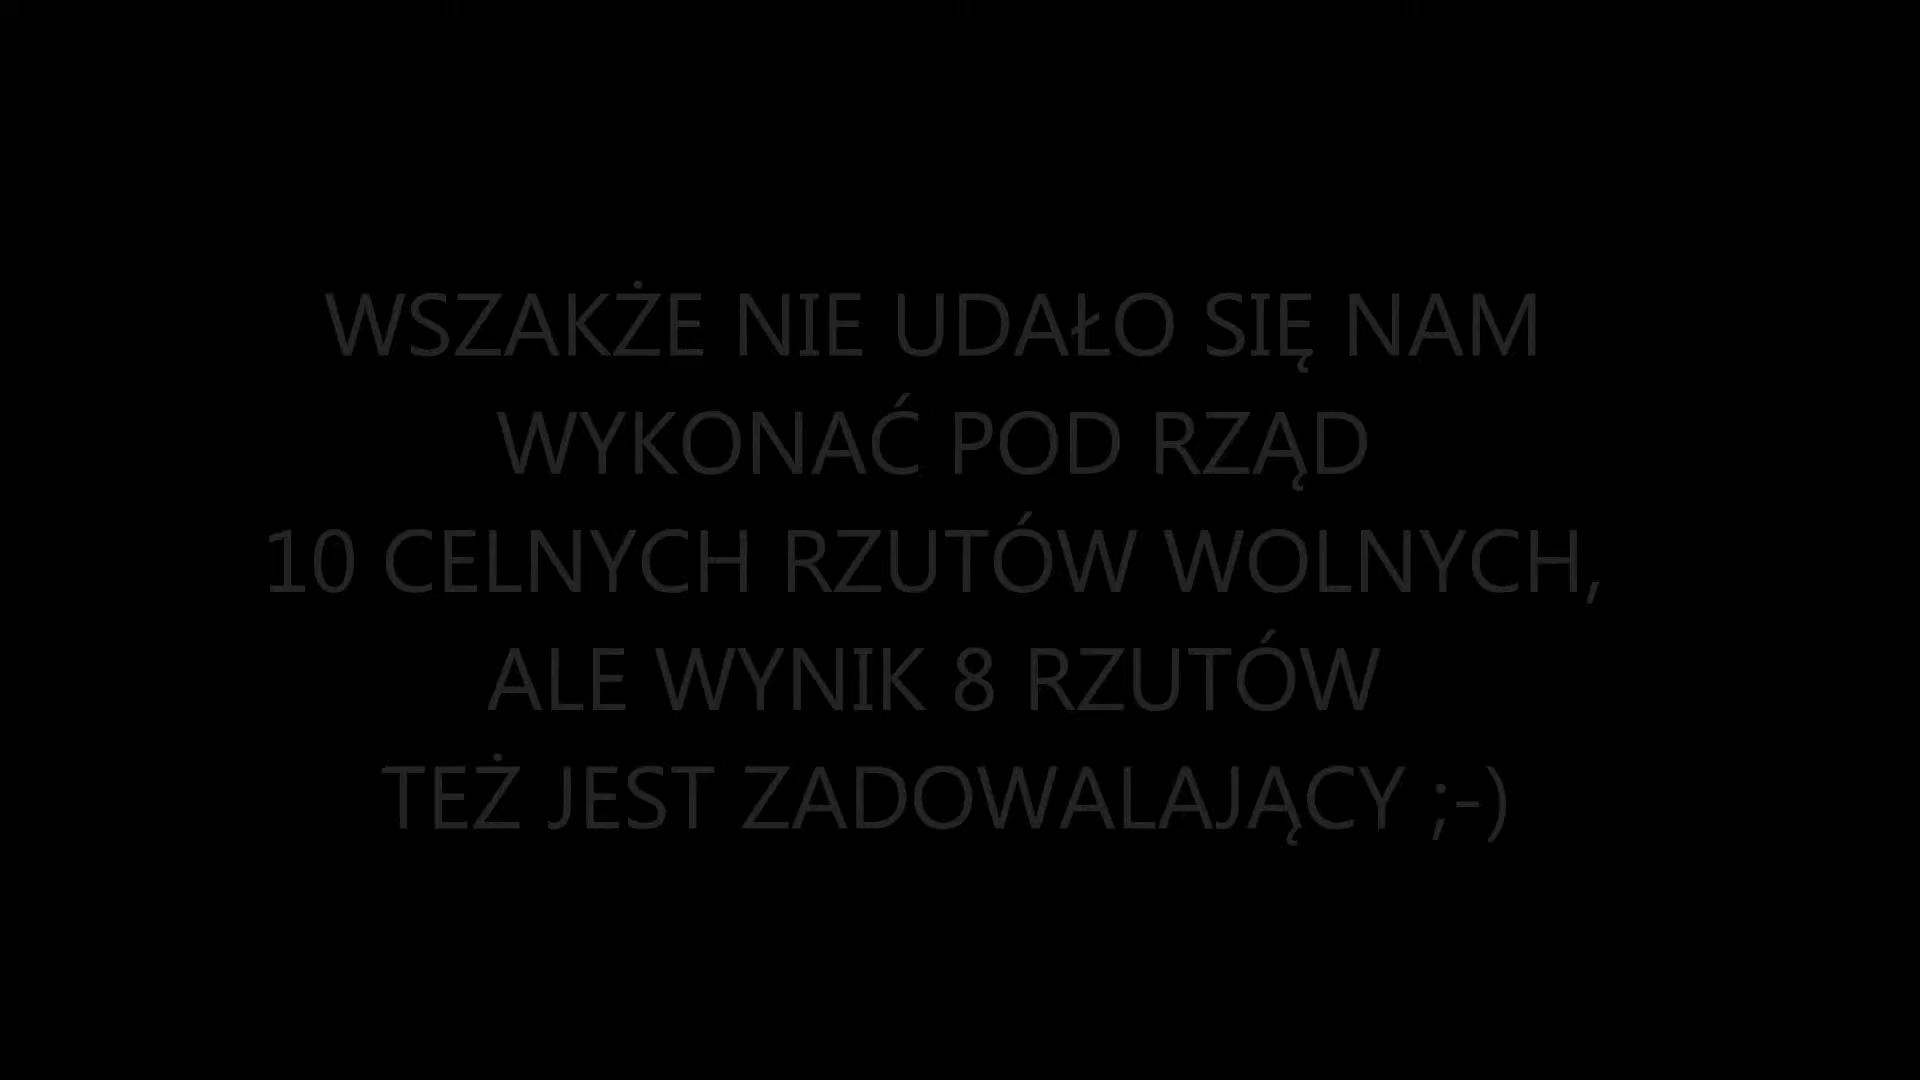 WSZAKŻE NIE UDAŁO SIĘ NAM
WYKONAĆ POD RZĄD
10 CELNYCH RZUTÓW WOLNYCH,
ALE WYNIK 8 RZUTÓW
TEŻ JEST ZADOWALAJĄCY ;-)